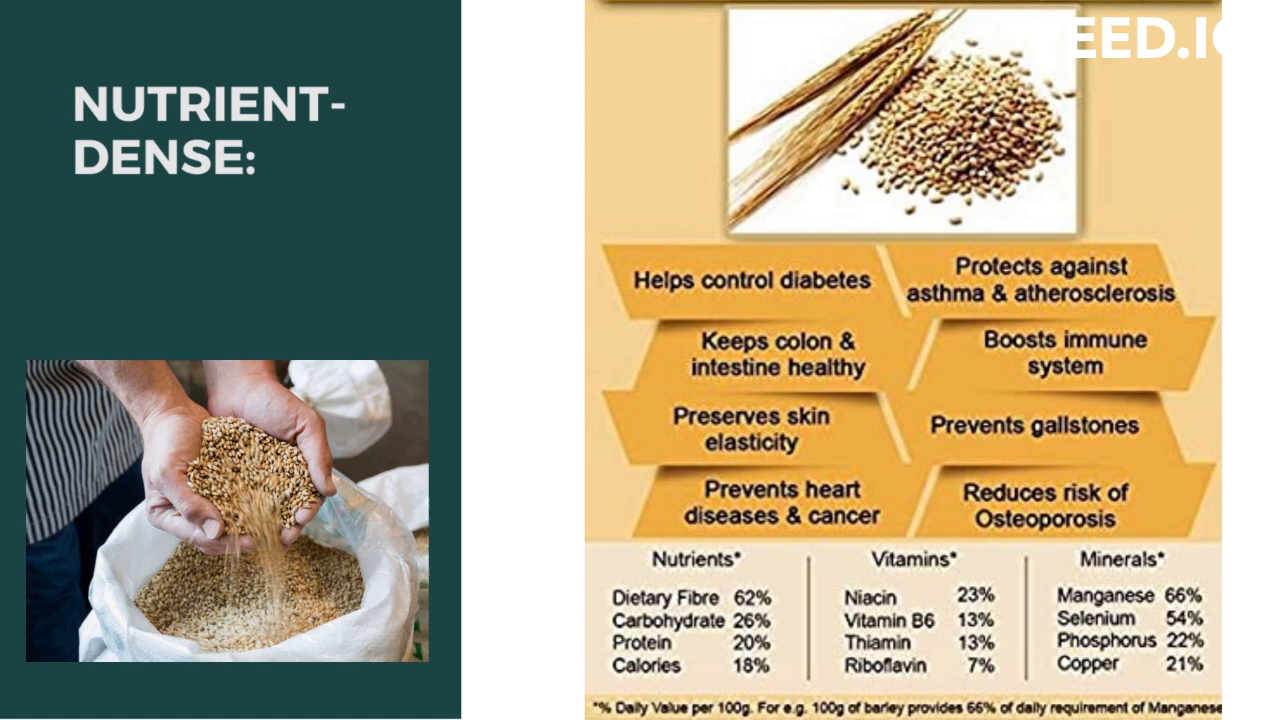 NUTRIENT-
DENSE:
EED.I
Helps control diabetes
Protects against
asthma & atherosclerosis
Keeps colon &
intestine healthy
Boosts immune
system
Preserves skin
elasticity
Prevents gallstones
Prevents heart
diseases & cancer
Reduces risk of
Osteoporosis
Nutrients*
Dietary Fibre 62%
Carbohydrate 26%
Protein 20%
Calories 18%
Vitamins*
Niacin 23%
Vitamin B6 13%
Thiamin 13%
Riboflavin 7%
Minerals*
Manganese 66%
Selenium 54%
Phosphorus 22%
Copper 21%
*% Daily Value per 100g. For e.g. 100g of barley provides 66% of daily requirement of Manganese